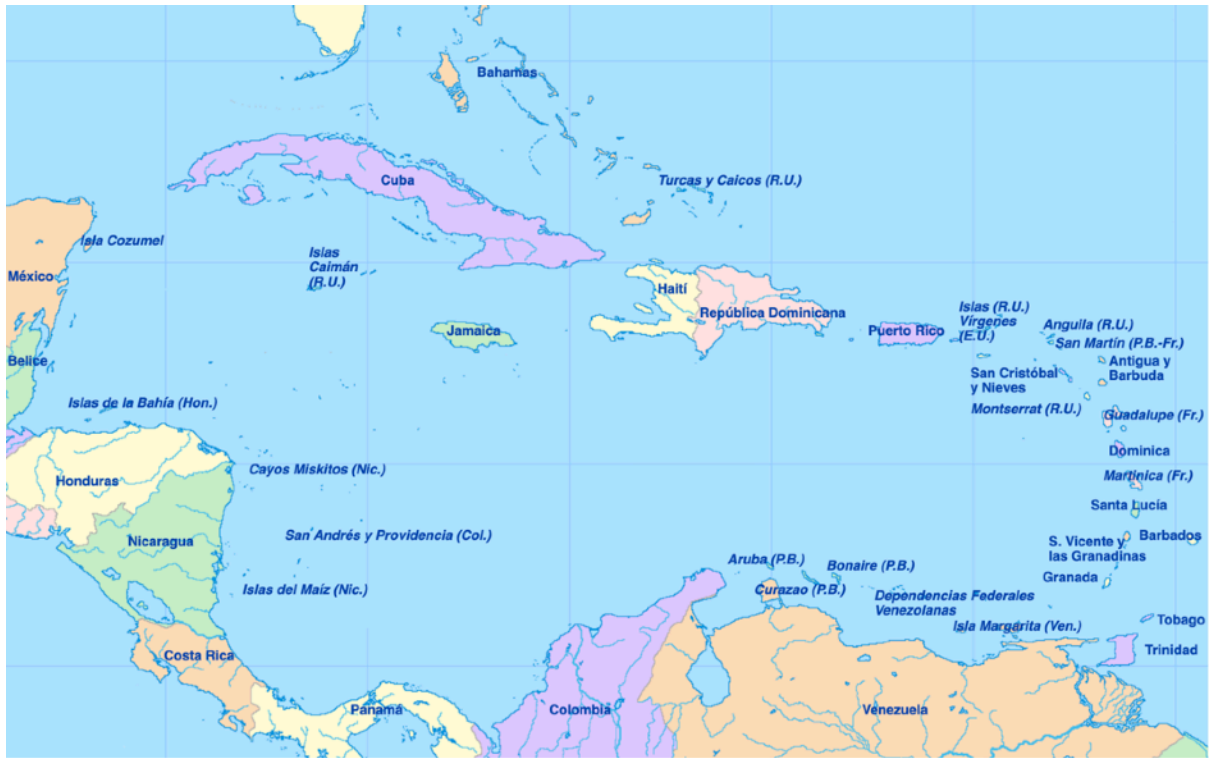 Bahamas
Cuba
Turcas y Caicos (R.U.)
Isla Cozumel
Islas
Caimán
(R.U.)
México
Haití
República Dominicana
Jamaica
Puerto Rico
Islas (R.U.)
Vírgenes
(E.U.)
Anguila (R.U.)
San Martín (P.B.-Fr.)
Belice
Antigua y
Barbuda
San Cristóbal
y Nieves
Islas de la Bahía (Hon.)
Montserrat (R.U.)
Guadalupe (Fr.)
Dominica
Cayos Miskitos (Nic.)
Honduras
Martinica (Fr.)
Santa Lucía
San Andrés y Providencia (Col.)
Nicaragua
Barbados
S. Vicente y
las Granadinas
Aruba (P.B.)
Bonaire (P.B.)
Granada
Islas del Maíz (Nic.)
Curazao (P.B.)
Dependencias Federales
Venezolanas
Isla Margarita (Ven.)
Tobago
Costa Rica
Trinidad
Panamá
Colombia
Venezuela